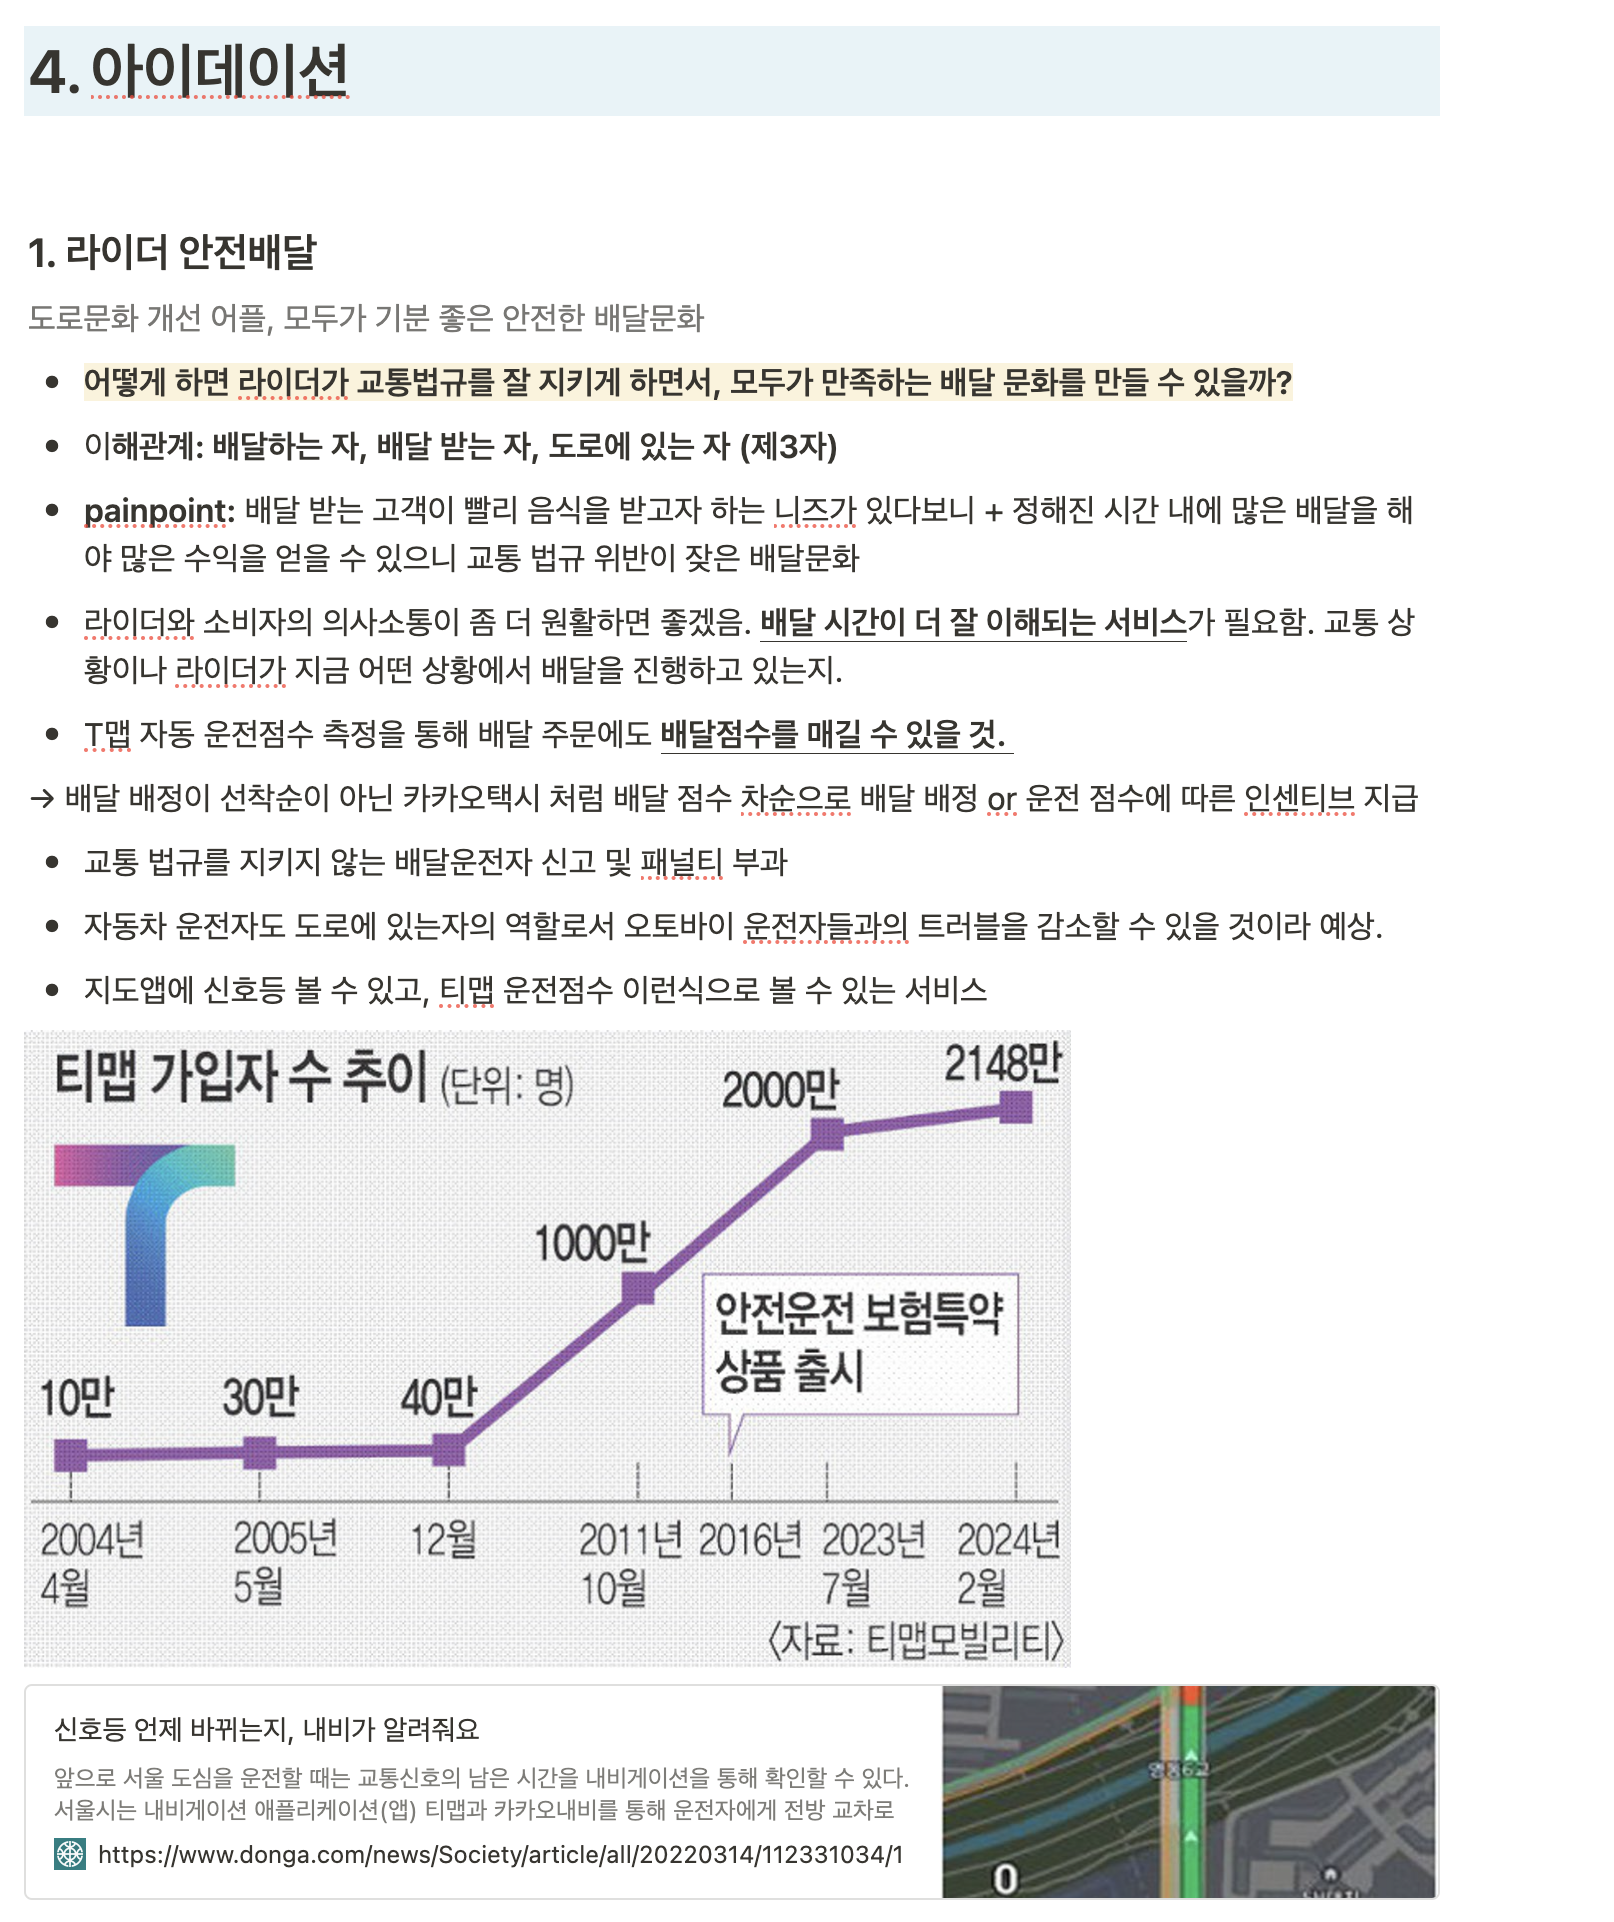 4. 아이데이션
1. 라이더 안전배달
도로문화 개선 어플, 모두가 기분 좋은 안전한 배달문화
• 어떻게 하면 라이더가 교통법규를 잘 지키게 하면서, 모두가 만족하는 배달 문화를 만들 수 있을까?
• 이해관계: 배달하는 자, 배달 받는 자, 도로에 있는 자 (제3자)
• painpoint: 배달 받는 고객이 빨리 음식을 받고자 하는 니즈가 있다보니 + 정해진 시간 내에 많은 배달을 해
야 많은 수익을 얻을 수 있으니 교통 법규 위반이 잦은 배달문화
• 라이더와 소비자의 의사소통이 좀 더 원활하면 좋겠음. 배달 시간이 더 잘 이해되는 서비스가 필요함. 교통 상
황이나 라이더가 지금 어떤 상황에서 배달을 진행하고 있는지.
• T맵 자동 운전점수 측정을 통해 배달 주문에도 배달점수를 매길 수 있을 것.
→ 배달 배정이 선착순이 아닌 카카오택시 처럼 배달 점수 차순으로 배달 배정 or 운전 점수에 따른 인센티브 지급
• 교통 법규를 지키지 않는 배달운전자 신고 및 패널티 부과
• 자동차 운전자도 도로에 있는자의 역할로서 오토바이 운전자들과의 트러블을 감소할 수 있을 것이라 예상.
• 지도앱에 신호등 볼 수 있고, 티맵 운전점수 이런식으로 볼 수 있는 서비스
티맵 가입자 수 추이 (단위: 명)
10만 30만 40만 1000만 2000만 2148만
안전운전 보험특약
상품 출시
2004년 2005년 12월 2011년 2016년 2023년 2024년
4월 5월 10월 7월 2월
〈자료: 티맵모빌리티〉
신호등 언제 바뀌는지, 내비가 알려줘요
앞으로 서울 도심을 운전할 때는 교통신호의 남은 시간을 내비게이션을 통해 확인할 수 있다.
서울시는 내비게이션 애플리케이션(앱) 티맵과 카카오내비를 통해 운전자에게 전방 교차로
https://www.donga.com/news/Society/article/all/20220314/112331034/1
영동6교
0